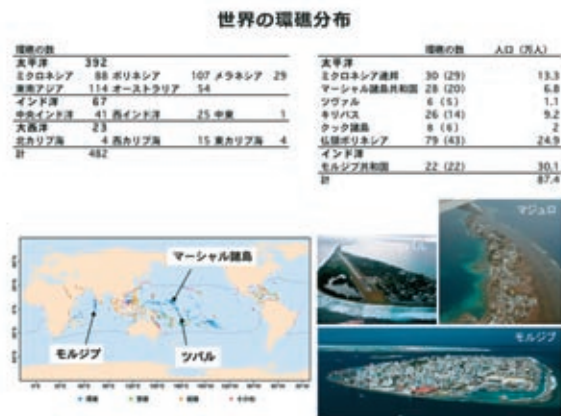 世界の環礁分布
環礁の数
太平洋 392
ミクロネシア 88 ポリネシア 107 メラネシア 29
東南アジア 114 オーストラリア 54
インド洋 67
中央インド洋 41 西インド洋 25 中東 1
大西洋 23
北カリブ海 4 西カリブ海 15 東カリブ海 4
計 482
環礁の数 人口（万人）
太平洋
ミクロネシア連邦 30 (29) 13.3
マーシャル諸島共和国 28 (20) 6.8
ツヴァル 6 (5) 1.1
キリバス 26 (14) 9.2
クック諸島 8 (6) 2
仏領ポリネシア 79 (43) 24.9
インド洋
モルジブ共和国 22 (22) 30.1
計 87.4
マーシャル諸島
モルジブ
ツバル
マジュロ
モルジブ